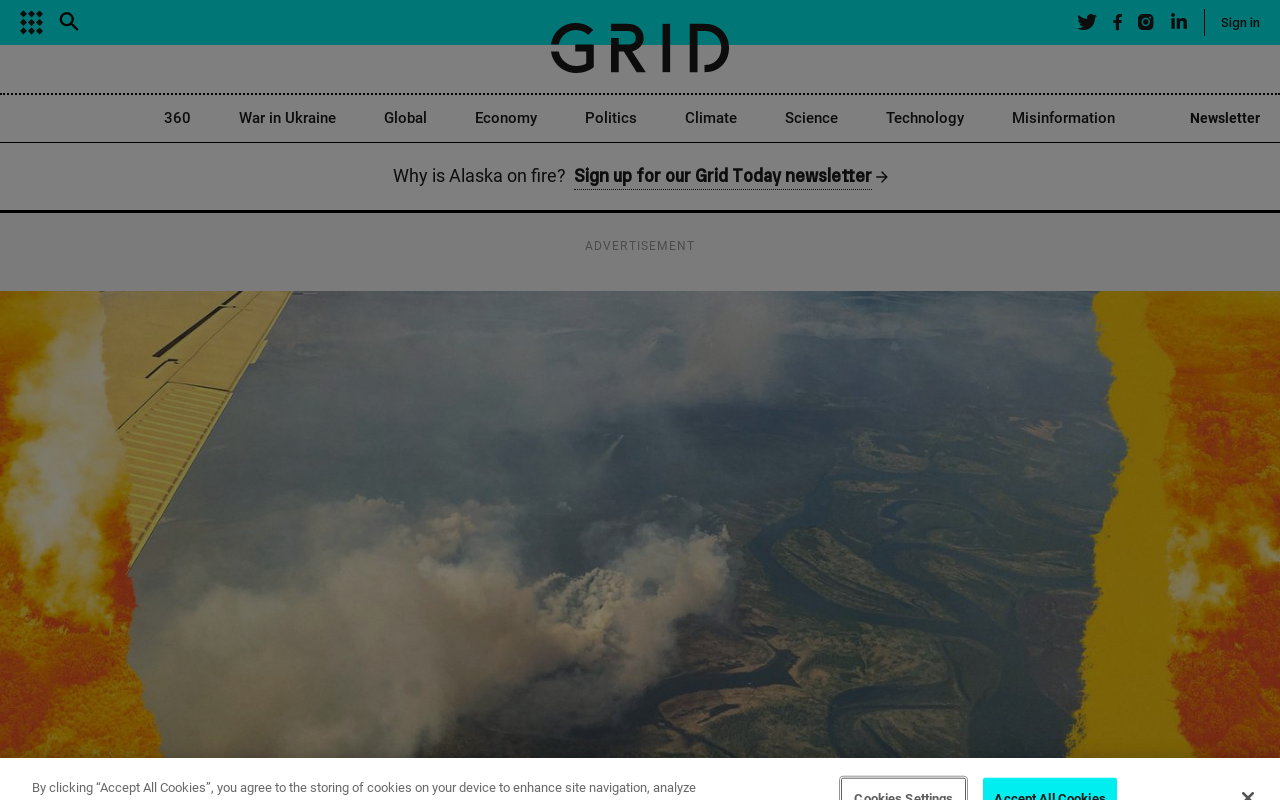 Sign in
GRID
360
War in Ukraine
Global
Economy
Politics
Climate
Science
Technology
Misinformation
Newsletter
Why is Alaska on fire? Sign up for our Grid Today newsletter →
ADVERTISEMENT
By clicking “Accept All Cookies”, you agree to the storing of cookies on your device to enhance site navigation, analyze
Cookies Settings
Accept All Cookies